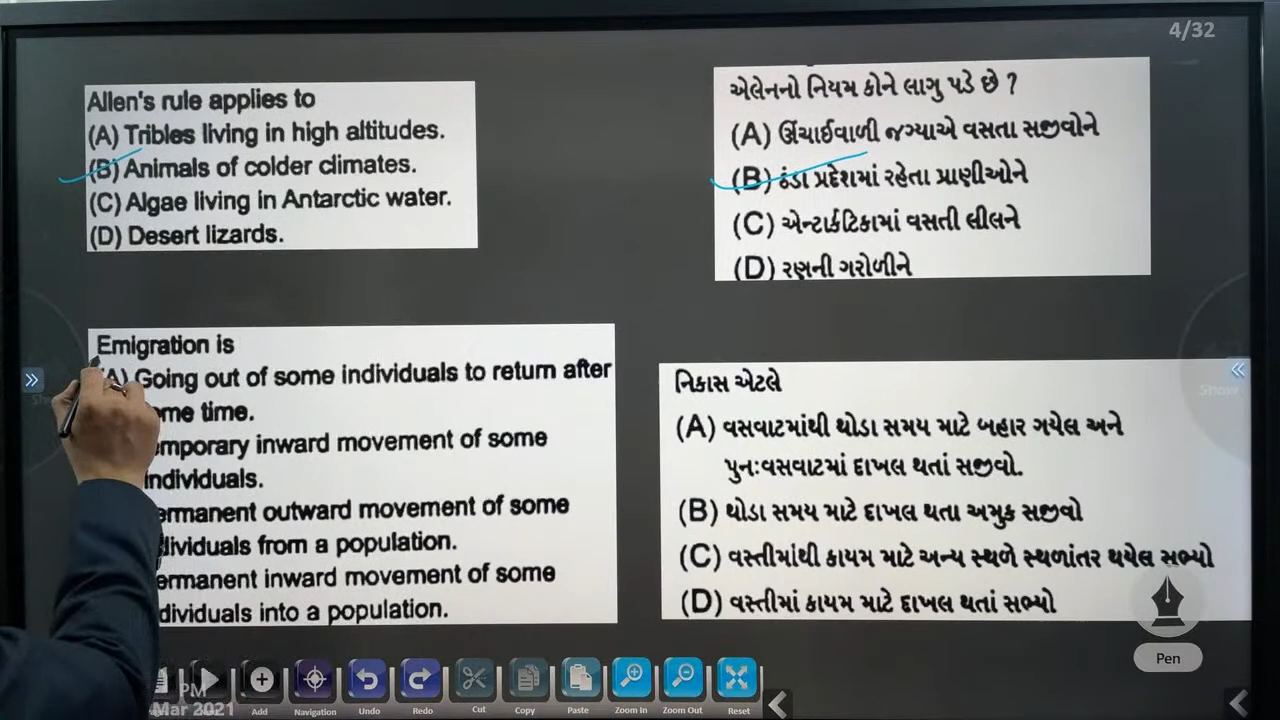 4/32
Allen's rule applies to
(A) Tribles living in high altitudes.
(B) Animals of colder climates.
(C) Algae living in Antarctic water.
(D) Desert lizards.
એલેનનો નિયમ કોને લાગુ પડે છે ?
(A) ઊંચાઈવાળી જગ્યાએ વસતા સજીવોને
(B) ઠંડા પ્રદેશમાં રહેતા પ્રાણીઓને
(C) એન્ટાર્કટિકામાં વસતી લીલને
(D) રણની ગરોળીને
Emigration is
(A) Going out of some individuals to return after
ome time.
emporary inward movement of some
individuals.
ermanent outward movement of some
dividuals from a population.
ermanent inward movement of some
dividuals into a population.
નિકાસ એટલે
(A) વસવાટમાંથી થોડા સમય માટે બહાર ગયેલ અને
પુનઃવસવાટમાં દાખલ થતાં સજીવો.
(B) થોડા સમય માટે દાખલ થતા અમુક સજીવો
(C) વસ્તીમાંથી કાયમ માટે અન્ય સ્થળે સ્થળાંતર થયેલ સભ્યો
(D) વસ્તીમાં કાયમ માટે દાખલ થતાં સભ્યો
Show
Pen
PM
Mar 2021
Add Navigation Undo Redo Cut Copy Paste Zoom In Zoom Out Reset